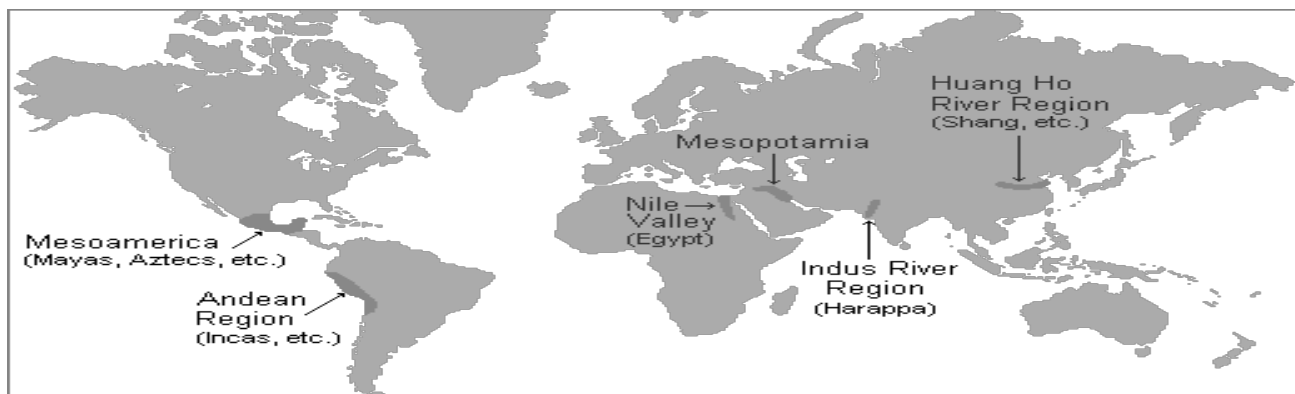 Huang Ho
River Region
(Shang, etc.)
Mesopotamia
Nile
Valley
(Egypt)
Mesoamerica
(Mayas, Aztecs, etc.)
Indus River
Region
(Harappa)
Andean
Region
(Incas, etc.)